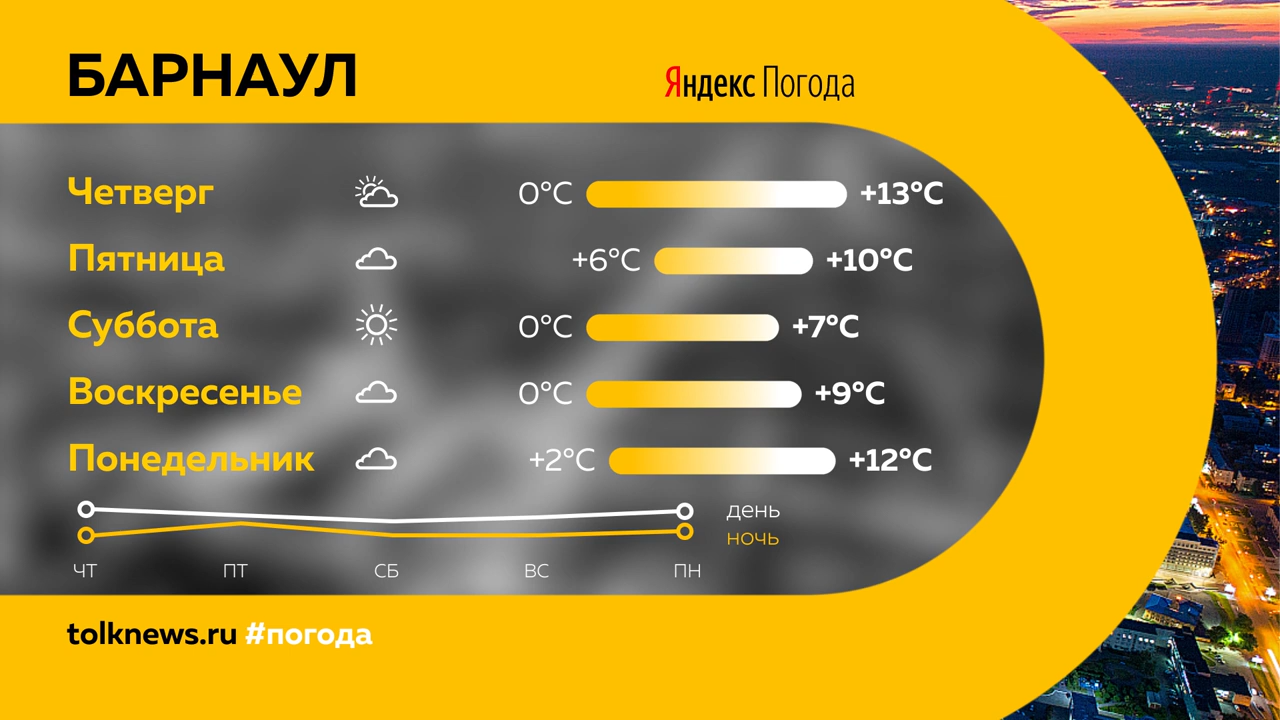 БАРНАУЛ
Яндекс Погода
Четверг 0°C +13°C
Пятница +6°C +10°C
Суббота 0°C +7°C
Воскресенье 0°C +9°C
Понедельник +2°C +12°C
день
ночь
ЧТ ПТ СБ ВС ПН
tolknews.ru #погода